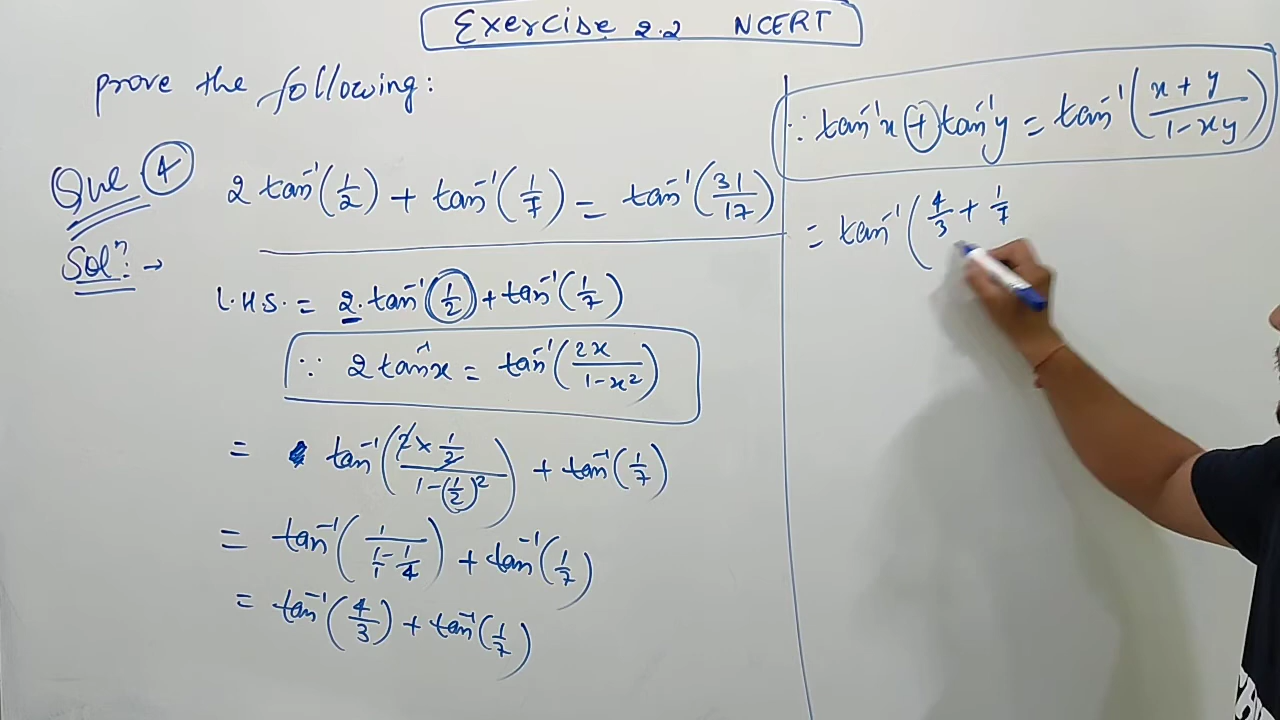 Exercise 2.2 NCERT
prove the following:
Que 4
2 tan⁻¹(1/2) + tan⁻¹(1/7) = tan⁻¹(31/17)
Solⁿ: →
L.H.S. = 2. tan⁻¹(1/2) + tan⁻¹(1/7)
∵ 2 tan⁻¹x = tan⁻¹(2x/1-x²)
= tan⁻¹(2 × 1/2 / 1-(1/2)²) + tan⁻¹(1/7)
= tan⁻¹(1 / 1/1 - 1/4) + tan⁻¹(1/7)
= tan⁻¹(4/3) + tan⁻¹(1/7)
∵ tan⁻¹x + tan⁻¹y = tan⁻¹(x + y / 1-xy)
= tan⁻¹(4/3 + 1/7